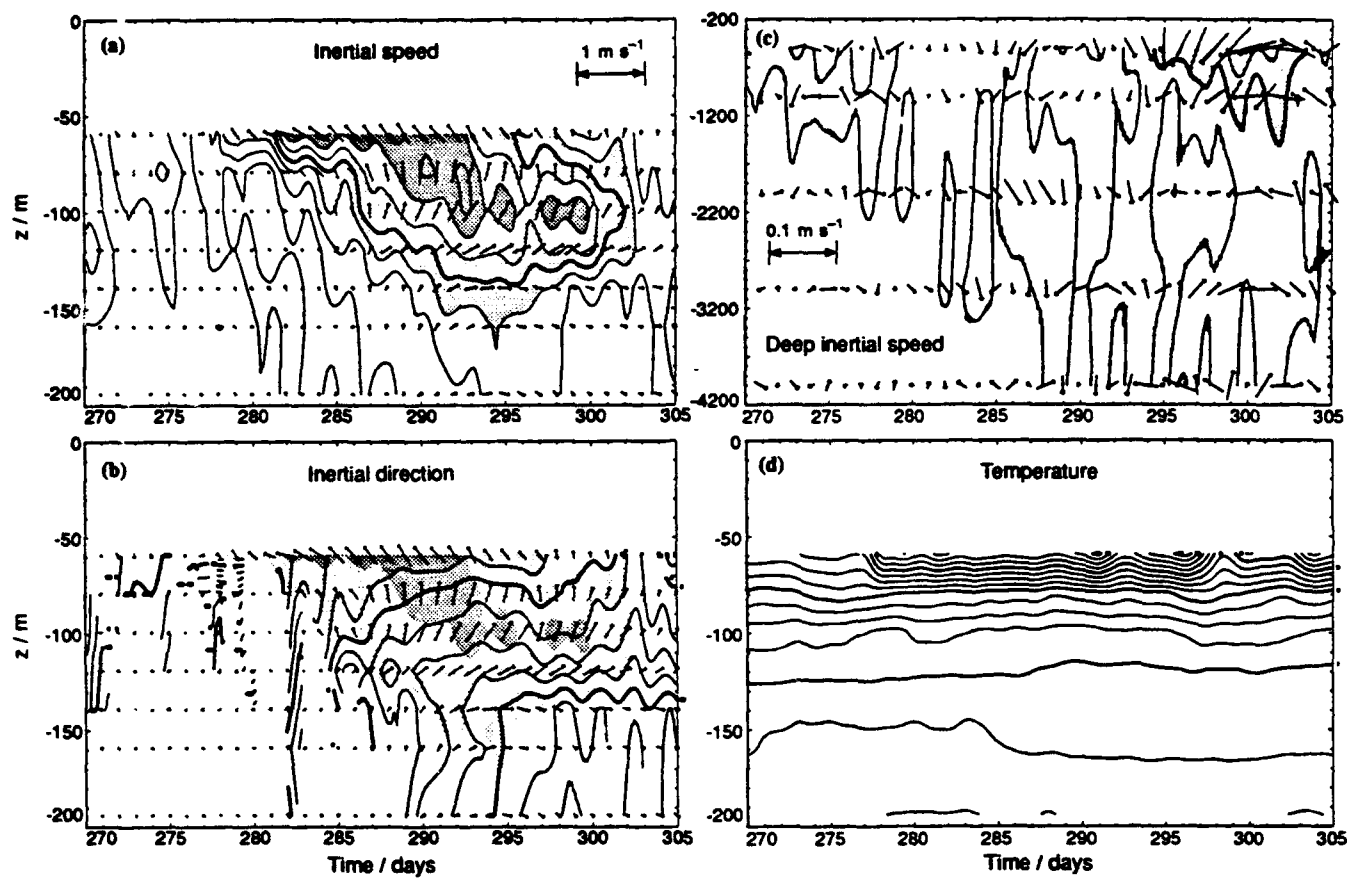 (a)
Inertial speed
1 m s⁻¹
0
-50
-100
-150
-200
z / m
270 275 280 285 290 295 300 305
(c)
-200
-1200
-2200
-3200
-4200
0.1 m s⁻¹
Deep inertial speed
270 275 280 285 290 295 300 305
(b)
Inertial direction
0
-50
-100
-150
-200
z / m
270 275 280 285 290 295 300 305
Time / days
(d)
Temperature
0
-50
-100
-150
-200
270 275 280 285 290 295 300 305
Time / days